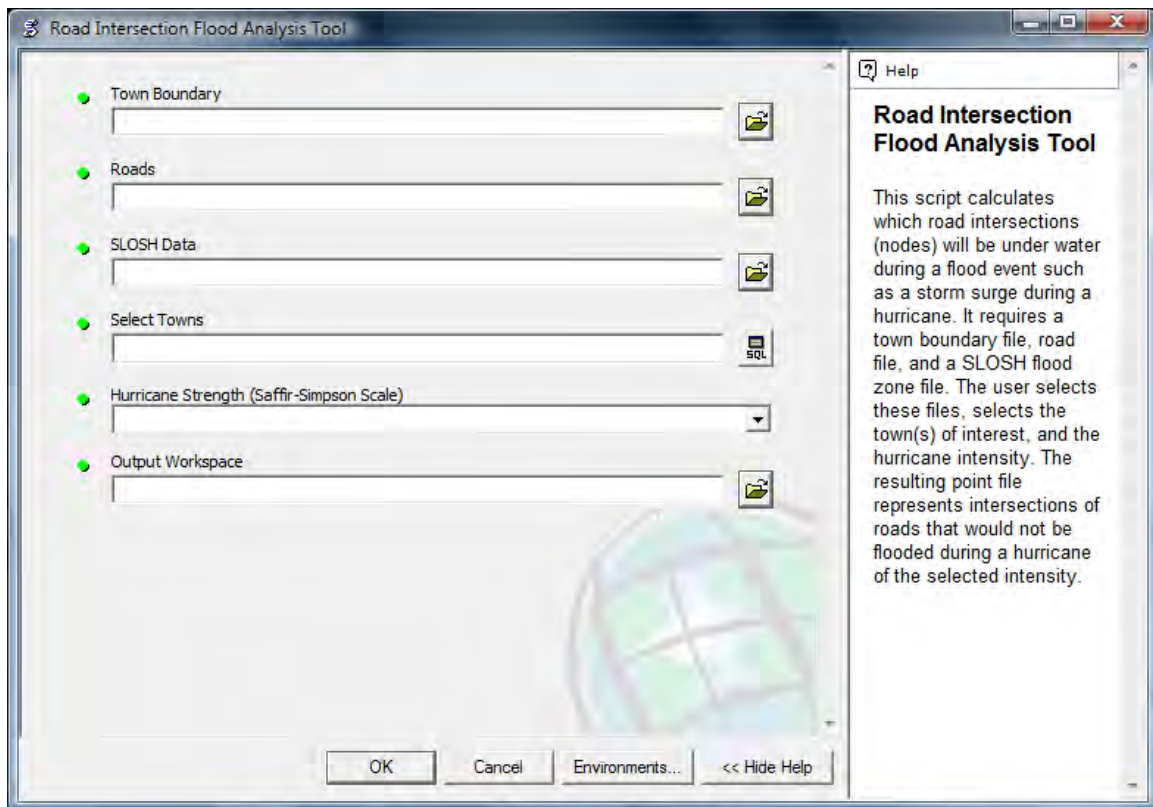 Road Intersection Flood Analysis Tool
Town Boundary
Roads
SLOSH Data
Select Towns
SQL
Hurricane Strength (Saffir-Simpson Scale)
Output Workspace
OK
Cancel
Environments...
<< Hide Help
? Help
Road Intersection
Flood Analysis Tool
This script calculates
which road intersections
(nodes) will be under water
during a flood event such
as a storm surge during a
hurricane. It requires a
town boundary file, road
file, and a SLOSH flood
zone file. The user selects
these files, selects the
town(s) of interest, and the
hurricane intensity. The
resulting point file
represents intersections of
roads that would not be
flooded during a hurricane
of the selected intensity.